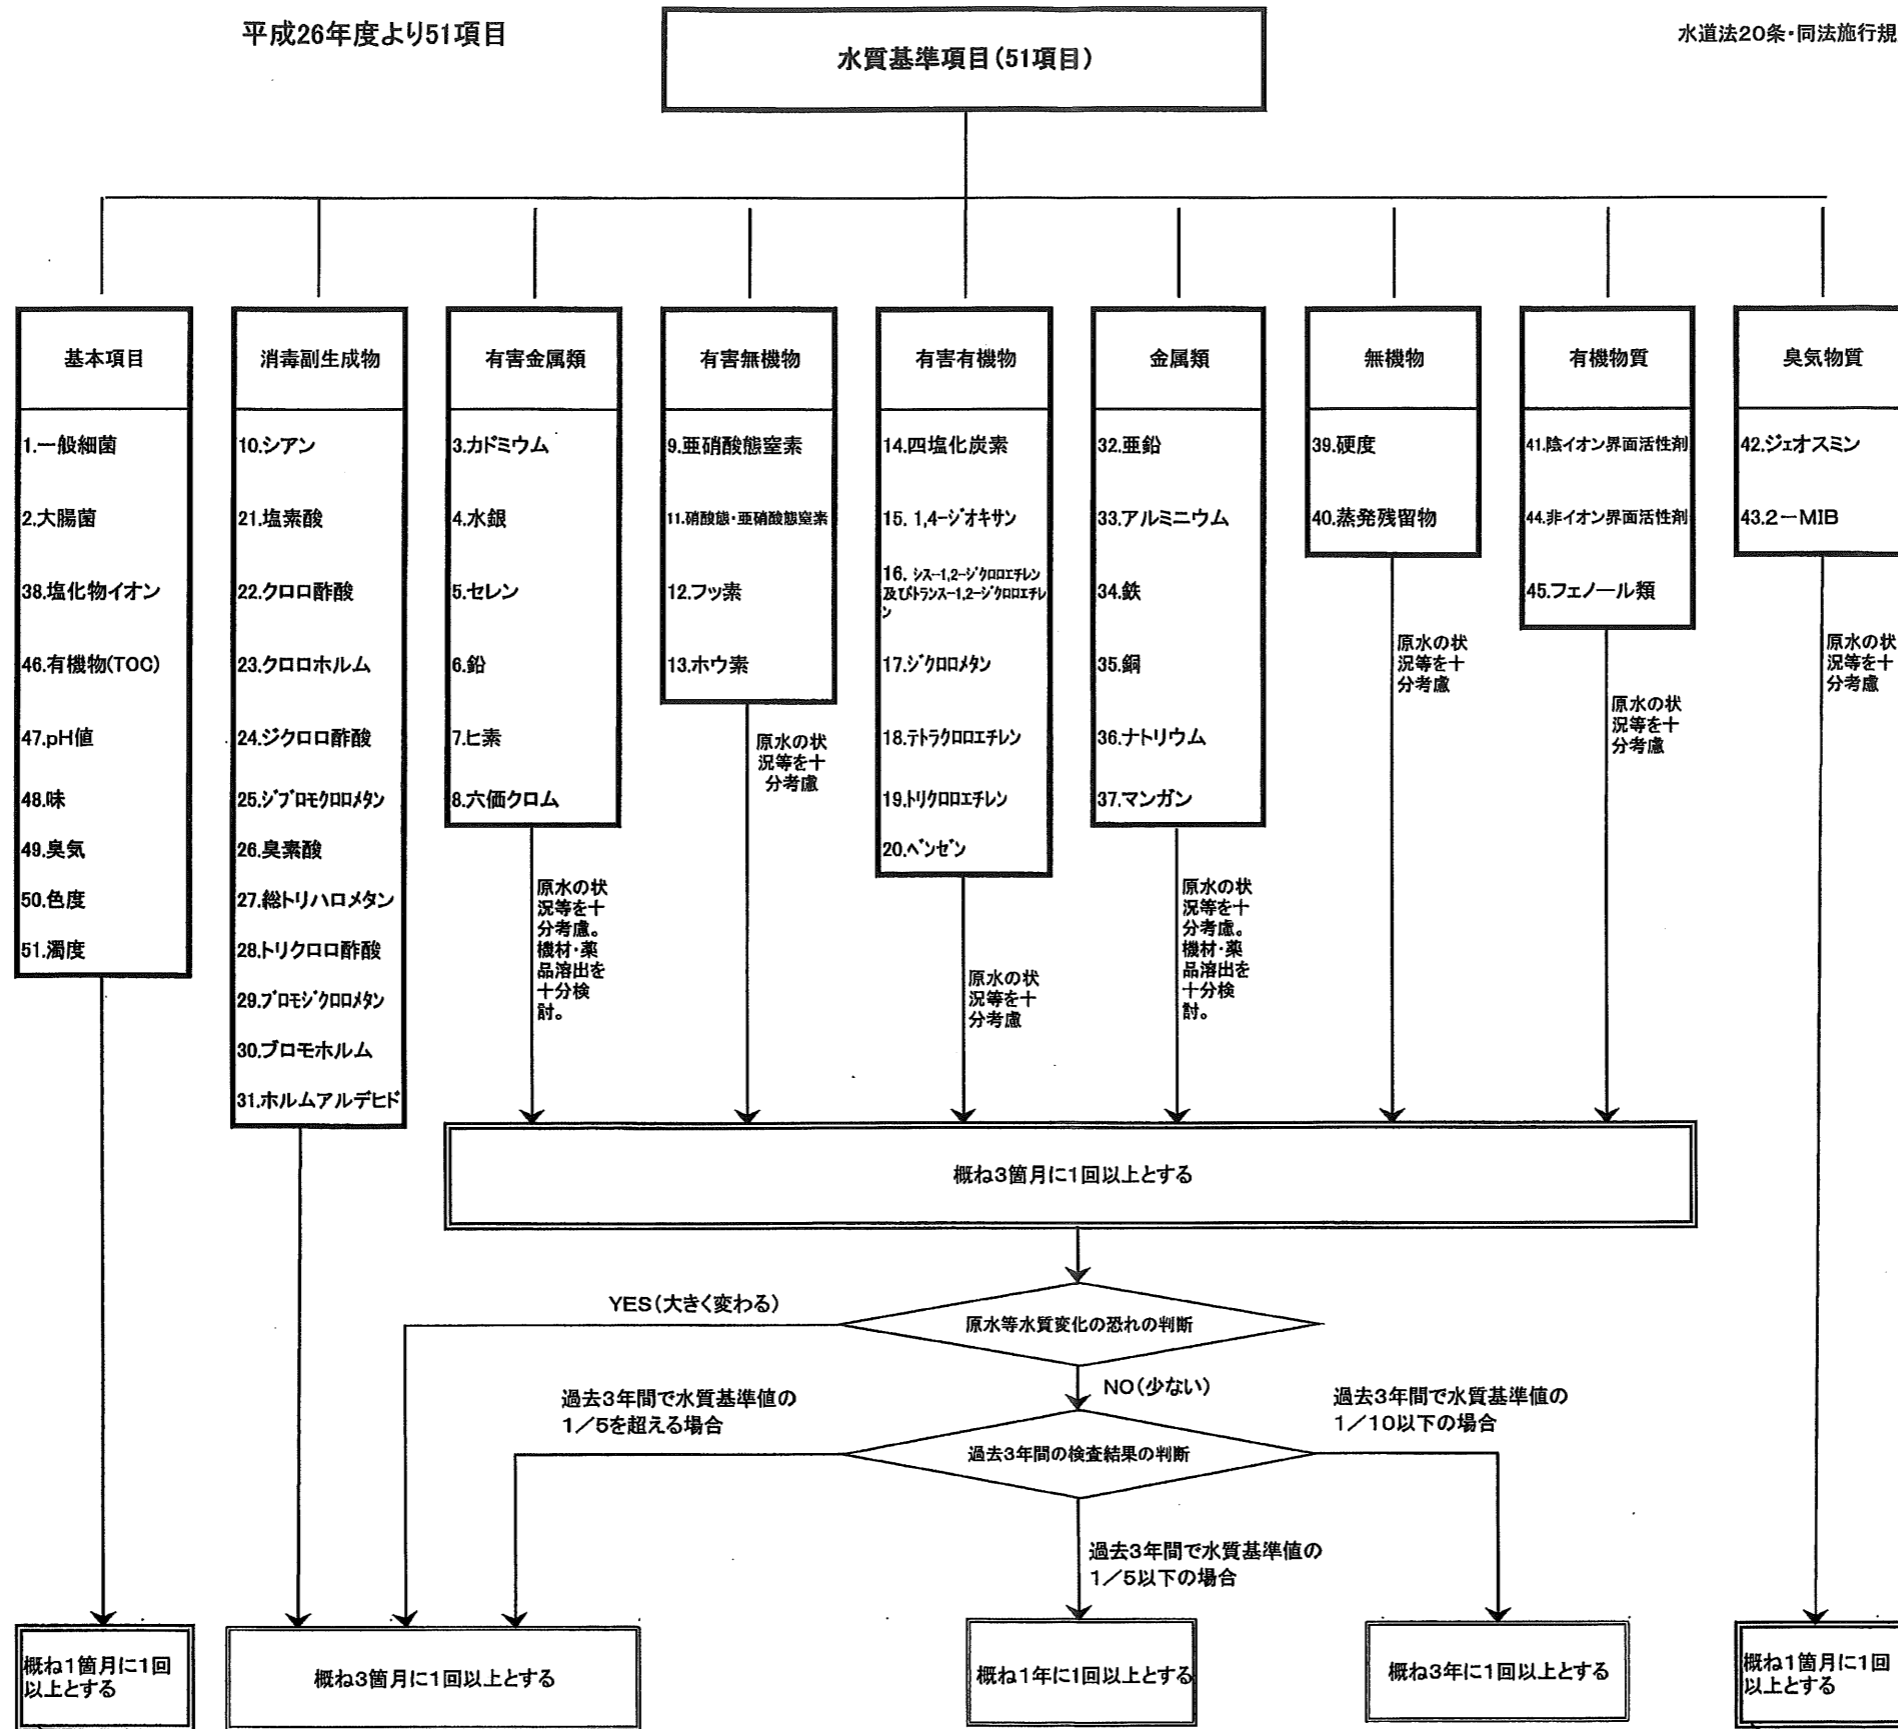 平成26年度より51項目
水質基準項目(51項目)
水道法20条・同法施行規
基本項目
1.一般細菌
2.大腸菌
38.塩化物イオン
46.有機物(TOC)
47.pH値
48.味
49.臭気
50.色度
51.濁度
消毒副生成物
10.シアン
21.塩素酸
22.クロロ酢酸
23.クロロホルム
24.ジクロロ酢酸
25.ジブロモクロロメタン
26.臭素酸
27.総トリハロメタン
28.トリクロロ酢酸
29.ブロモジクロロメタン
30.ブロモホルム
31.ホルムアルデヒド
有害金属類
3.カドミウム
4.水銀
5.セレン
6.鉛
7.ヒ素
8.六価クロム
原水の状
況等を十
分考慮。
機材・薬
品溶出を
十分検
討。
有害無機物
9.亜硝酸態窒素
11.硝酸態・亜硝酸態窒素
12.フッ素
13.ホウ素
原水の状
況等を十
分考慮
有害有機物
14.四塩化炭素
15. 1,4-ジオキサン
16. シス-1,2-ジクロロエチレン
及びトランス-1,2-ジクロロエチレ
ン
17.ジクロロメタン
18.テトラクロロエチレン
19.トリクロロエチレン
20.ベンゼン
原水の状
況等を十
分考慮
金属類
32.亜鉛
33.アルミニウム
34.鉄
35.銅
36.ナトリウム
37.マンガン
原水の状
況等を十
分考慮。
機材・薬
品溶出を
十分検
討。
無機物
39.硬度
40.蒸発残留物
原水の状
況等を十
分考慮
有機物質
41.陰イオン界面活性剤
44.非イオン界面活性剤
45.フェノール類
原水の状
況等を十
分考慮
臭気物質
42.ジェオスミン
43.2-MIB
原水の状
況等を十
分考慮
概ね3箇月に1回以上とする
原水等水質変化の恐れの判断
YES(大きく変わる)
NO(少ない)
過去3年間で水質基準値の
1/5を超える場合
過去3年間で水質基準値の
1/10以下の場合
過去3年間の検査結果の判断
過去3年間で水質基準値の
1/5以下の場合
概ね1箇月に1回
以上とする
概ね3箇月に1回以上とする
概ね1年に1回以上とする
概ね3年に1回以上とする
概ね1箇月に1回
以上とする